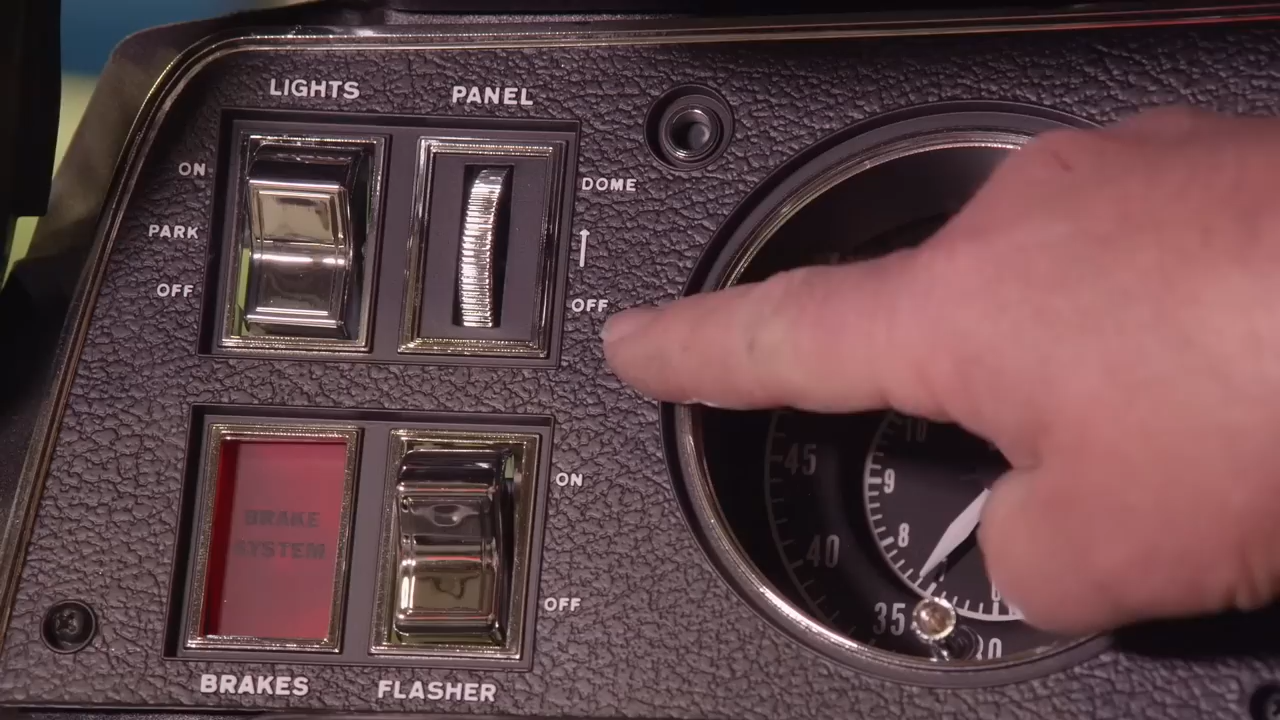 LIGHTS
PANEL
ON
PARK
OFF
DOME
OFF
BRAKE
SYSTEM
ON
OFF
BRAKES
FLASHER
45
40
35
30
10
9
8